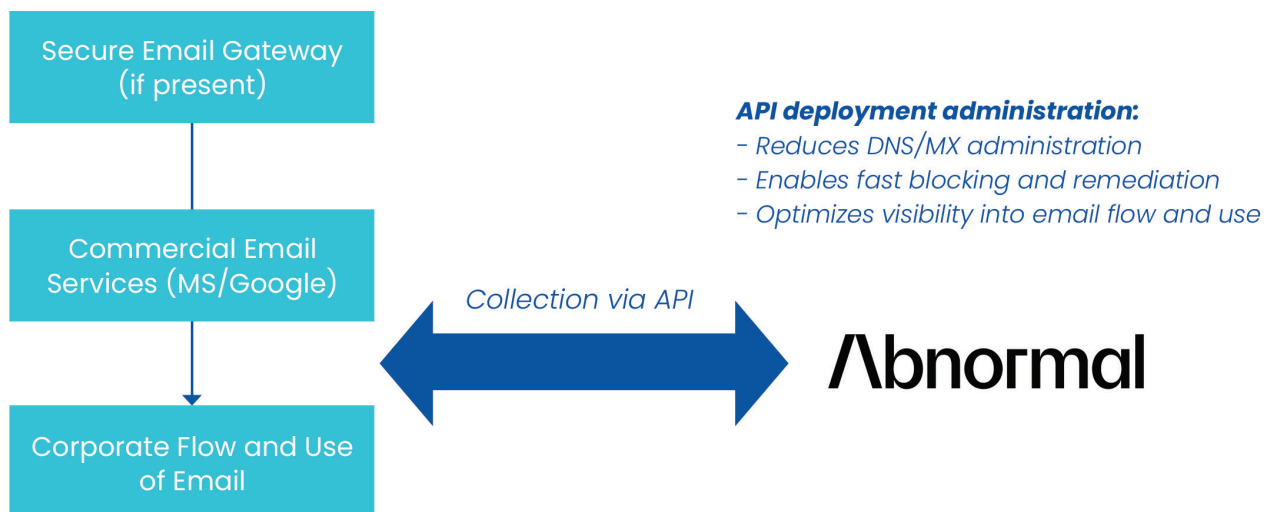 Secure Email Gateway
(if present)
Commercial Email
Services (MS/Google)
Corporate Flow and Use
of Email
Collection via API
API deployment administration:
- Reduces DNS/MX administration
- Enables fast blocking and remediation
- Optimizes visibility into email flow and use
Abnormal